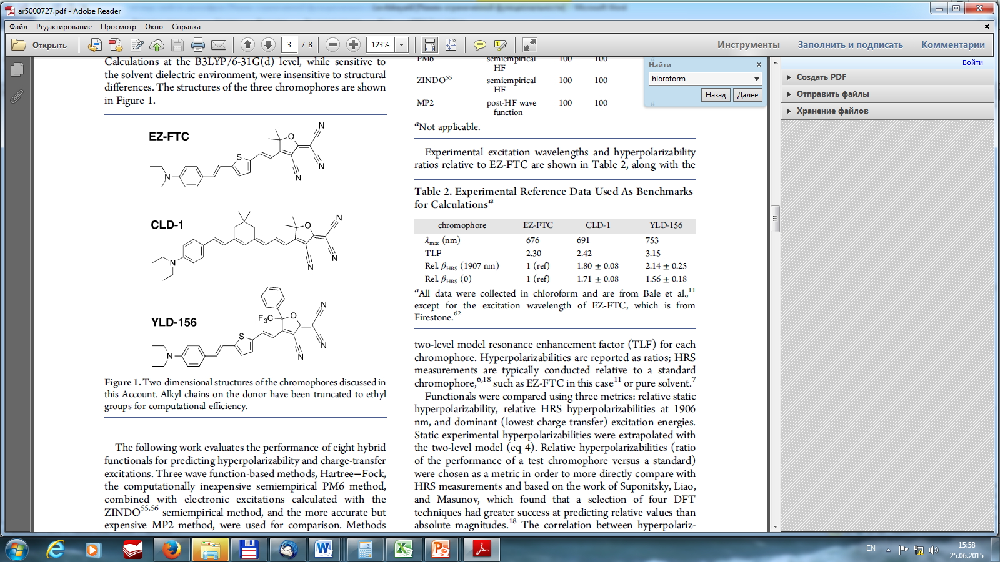 ar5000727.pdf - Adobe Reader
Файл Редактирование Просмотр Окно Справка
Открыть 3 / 8 123% Инструменты Заполнить и подписать Комментарии
Calculations at the B3LYP/6-31G(d) level, while sensitive to
the solvent dielectric environment, were insensitive to structural
differences. The structures of the three chromophores are shown
in Figure 1.
EZ-FTC
O
N
N
N
S
N
CLD-1
O
N
N
N
N
YLD-156
F3C
O
N
N
N
S
N
Figure 1. Two-dimensional structures of the chromophores discussed in
this Account. Alkyl chains on the donor have been truncated to ethyl
groups for computational efficiency.
The following work evaluates the performance of eight hybrid
functionals for predicting hyperpolarizability and charge-transfer
excitations. Three wave function-based methods, Hartree−Fock,
the computationally inexpensive semiempirical PM6 method,
combined with electronic excitations calculated with the
ZINDO55,56 semiempirical method, and the more accurate but
expensive MP2 method, were used for comparison. Methods
PM6 semiempirical HF 100 100
ZINDO55 semiempirical HF 100 100
MP2 post-HF wave function 100 100 a
aNot applicable.
Experimental excitation wavelengths and hyperpolarizability
ratios relative to EZ-FTC are shown in Table 2, along with the
Table 2. Experimental Reference Data Used As Benchmarks
for Calculationsa
chromophore EZ-FTC CLD-1 YLD-156
λmax (nm) 676 691 753
TLF 2.30 2.42 3.15
Rel. βHRS (1907 nm) 1 (ref) 1.80 ± 0.08 2.14 ± 0.25
Rel. βHRS (0) 1 (ref) 1.71 ± 0.08 1.56 ± 0.18
aAll data were collected in chloroform and are from Bale et al.,11
except for the excitation wavelength of EZ-FTC, which is from
Firestone.62
two-level model resonance enhancement factor (TLF) for each
chromophore. Hyperpolarizabilities are reported as ratios; HRS
measurements are typically conducted relative to a standard
chromophore,6,18 such as EZ-FTC in this case11 or pure solvent.7
Functionals were compared using three metrics: relative static
hyperpolarizability, relative HRS hyperpolarizabilities at 1906
nm, and dominant (lowest charge transfer) excitation energies.
Static experimental hyperpolarizabilities were extrapolated with
the two-level model (eq 4). Relative hyperpolarizabilities (ratio
of the performance of a test chromophore versus a standard)
were chosen as a metric in order to more directly compare with
HRS measurements and based on the work of Suponitsky, Liao,
and Masunov, which found that a selection of four DFT
techniques had greater success at predicting relative values than
absolute magnitudes.18 The correlation between hyperpolariz-
Найти
hloroform
Назад Далее
Войти
Создать PDF
Отправить файлы
Хранение файлов
EN
15:58
25.06.2015